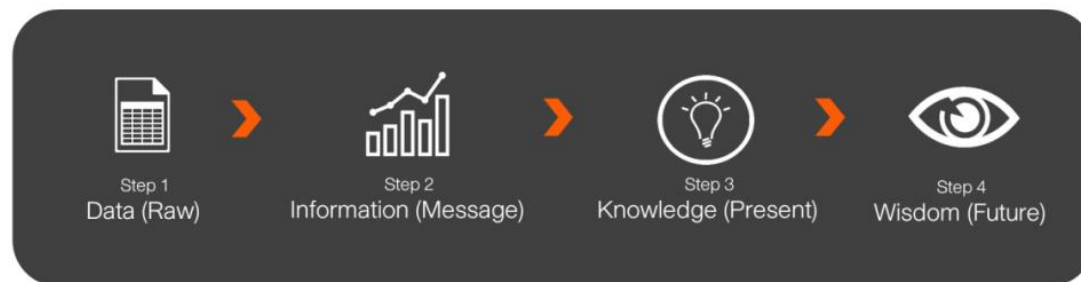 Step 1
Data (Raw)
Step 2
Information (Message)
Step 3
Knowledge (Present)
Step 4
Wisdom (Future)